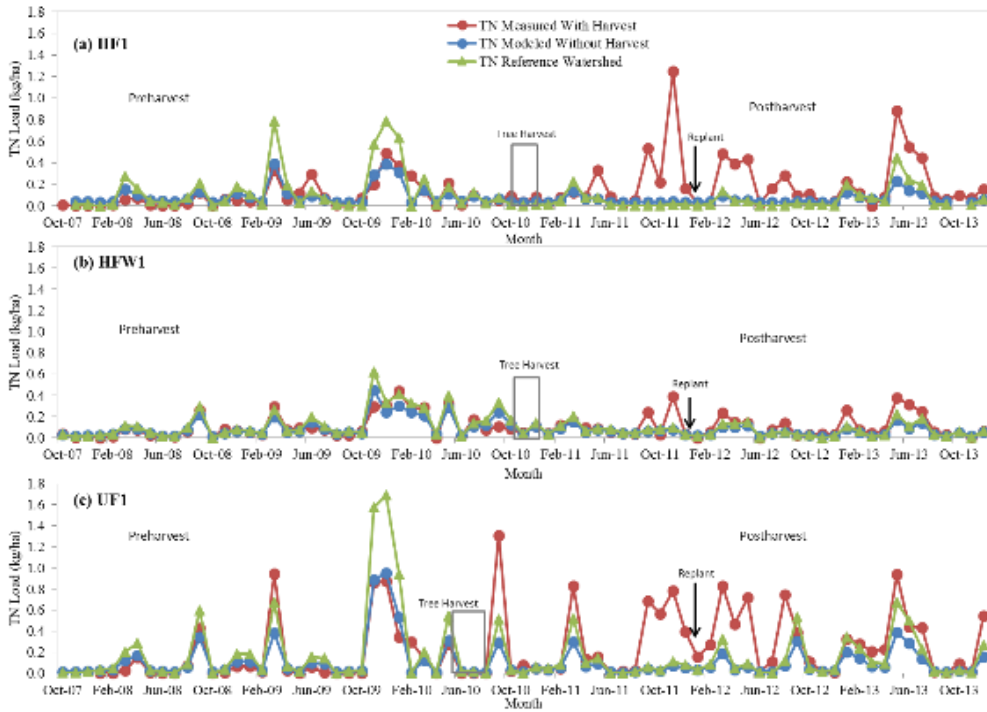 1.8
(a) HF1
TN Measured With Harvest
TN Modeled Without Harvest
TN Reference Watershed
1.6
1.4
1.2
1.0
0.8
0.6
0.4
0.2
0.0
TN Load (kg/ha)
Preharvest
Tree Harvest
Replant
Postharvest
Oct-07 Feb-08 Jun-08 Oct-08 Feb-09 Jun-09 Oct-09 Feb-10 Jun-10 Oct-10 Feb-11 Jun-11 Oct-11 Feb-12 Jun-12 Oct-12 Feb-13 Jun-13 Oct-13
Month
1.8
(b) HFW1
1.6
1.4
1.2
1.0
0.8
0.6
0.4
0.2
0.0
TN Load (kg/ha)
Preharvest
Tree Harvest
Replant
Postharvest
Oct-07 Feb-08 Jun-08 Oct-08 Feb-09 Jun-09 Oct-09 Feb-10 Jun-10 Oct-10 Feb-11 Jun-11 Oct-11 Feb-12 Jun-12 Oct-12 Feb-13 Jun-13 Oct-13
Month
1.8
(c) UF1
1.6
1.4
1.2
1.0
0.8
0.6
0.4
0.2
0.0
TN Load (kg/ha)
Preharvest
Tree Harvest
Replant
Postharvest
Oct-07 Feb-08 Jun-08 Oct-08 Feb-09 Jun-09 Oct-09 Feb-10 Jun-10 Oct-10 Feb-11 Jun-11 Oct-11 Feb-12 Jun-12 Oct-12 Feb-13 Jun-13 Oct-13
Month